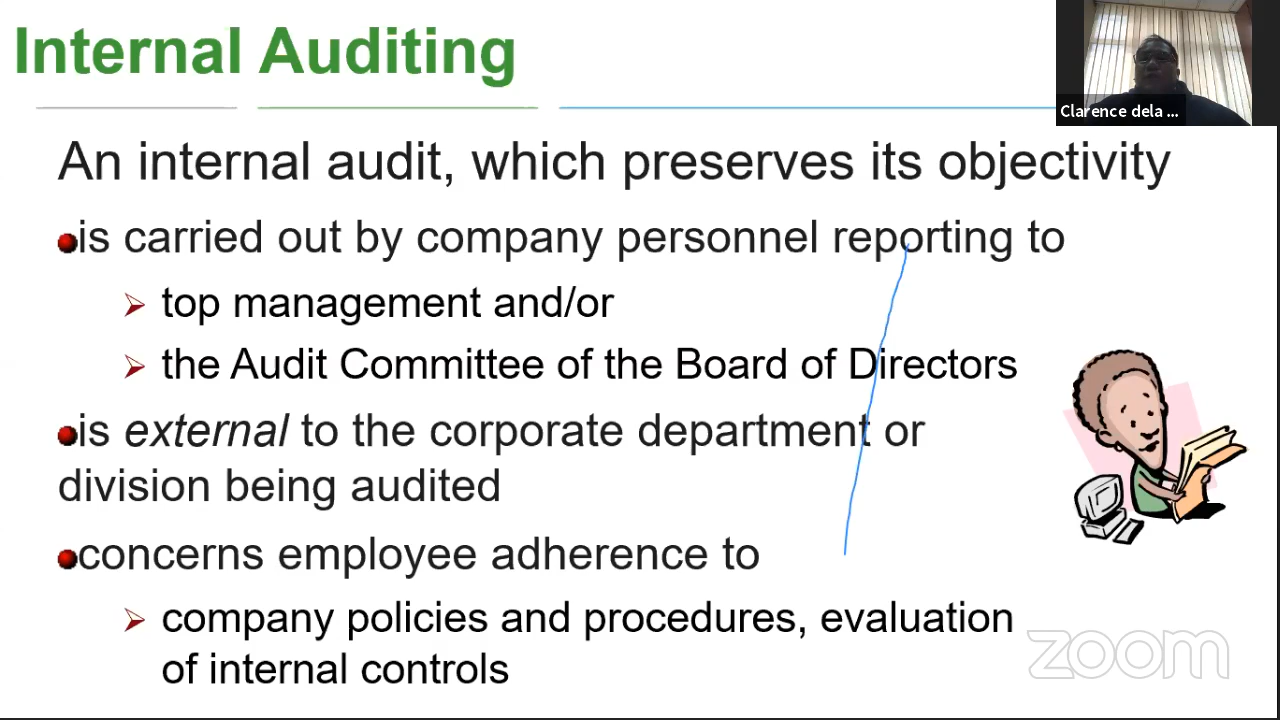 Internal Auditing
Clarence dela ...
An internal audit, which preserves its objectivity
is carried out by company personnel reporting to
top management and/or
the Audit Committee of the Board of Directors
is external to the corporate department or
division being audited
concerns employee adherence to
company policies and procedures, evaluation
of internal controls
zoom